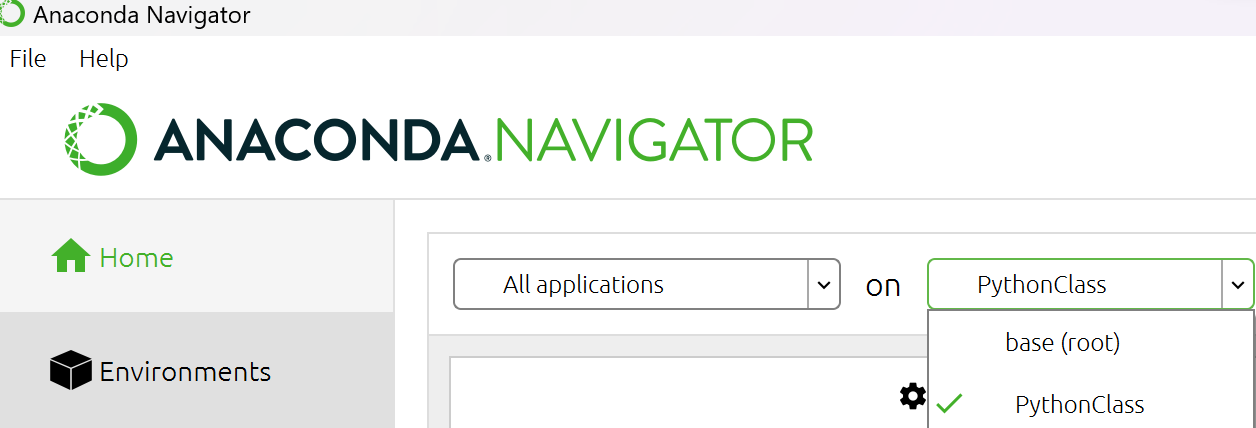 Anaconda Navigator
File Help
ANACONDA.NAVIGATOR
Home
All applications on PythonClass
base (root)
Environments
PythonClass